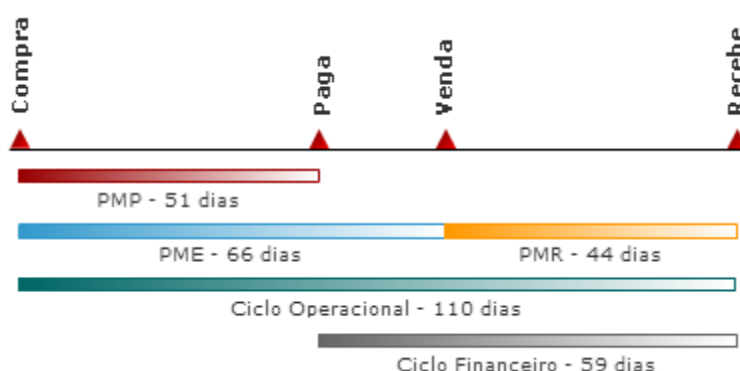 Compra
Paga
Venda
Recebe
PMP - 51 dias
PME - 66 dias
PMR - 44 dias
Ciclo Operacional - 110 dias
Ciclo Financeiro - 59 dias